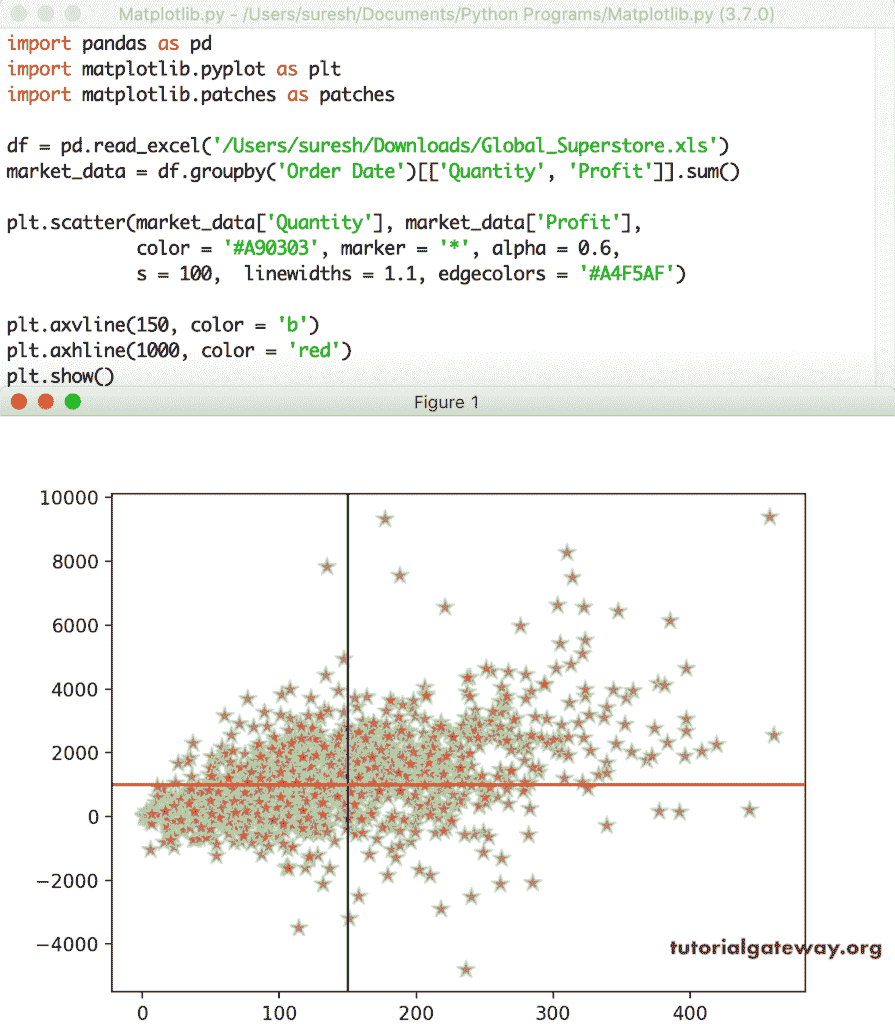 Matplotlib.py - /Users/suresh/Documents/Python Programs/Matplotlib.py (3.7.0)
import pandas as pd
import matplotlib.pyplot as plt
import matplotlib.patches as patches
df = pd.read_excel('/Users/suresh/Downloads/Global_Superstore.xls')
market_data = df.groupby('Order Date')[['Quantity', 'Profit']].sum()
plt.scatter(market_data['Quantity'], market_data['Profit'],
color = '#A90303', marker = '*', alpha = 0.6,
s = 100,  linewidths = 1.1, edgecolors = '#A4F5AF')
plt.axvline(150, color = 'b')
plt.axhline(1000, color = 'red')
plt.show()
Figure 1
10000
8000
6000
4000
2000
0
−2000
−4000
tutorialgateway.org
0 100 200 300 400